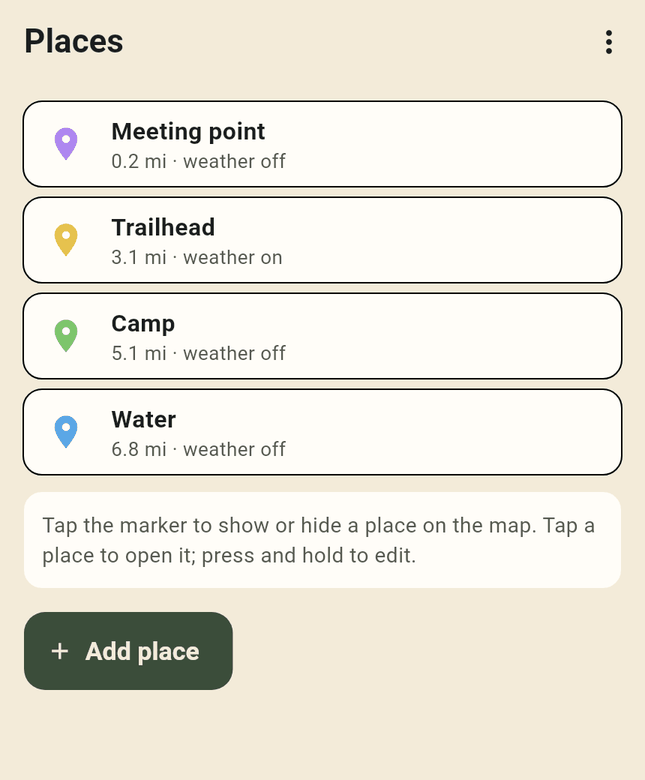 Places
Meeting point
0.2 mi · weather off
Trailhead
3.1 mi · weather on
Camp
5.1 mi · weather off
Water
6.8 mi · weather off
Tap the marker to show or hide a place on the map. Tap a
place to open it; press and hold to edit.
+ Add place